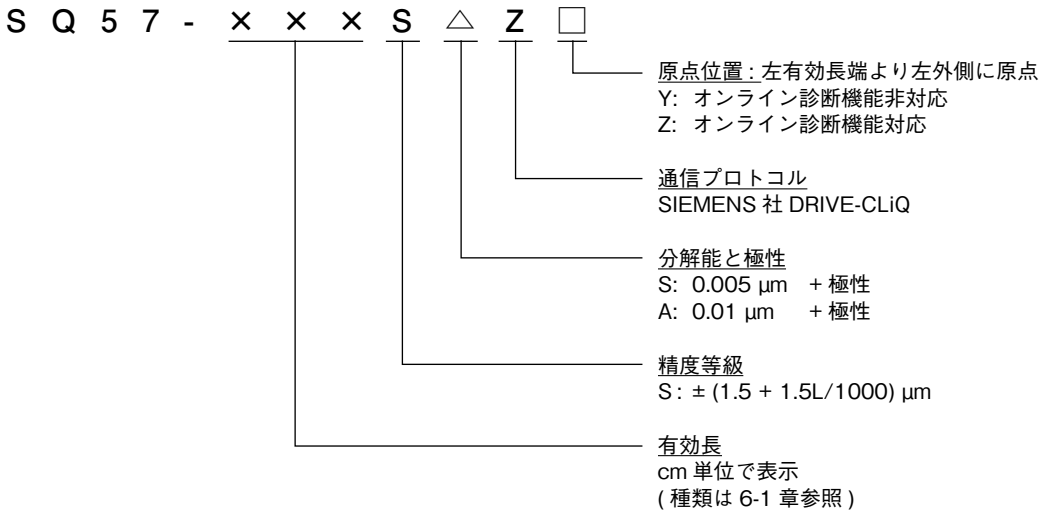 SQ57-×××S△Z□
原点位置 : 左有効長端より左外側に原点
Y: オンライン診断機能非対応
Z: オンライン診断機能対応
通信プロトコル
SIEMENS 社 DRIVE-CLiQ
分解能と極性
S: 0.005 μm + 極性
A: 0.01 μm + 極性
精度等級
S : ± (1.5 + 1.5L/1000) μm
有効長
cm 単位で表示
( 種類は 6-1 章参照 )